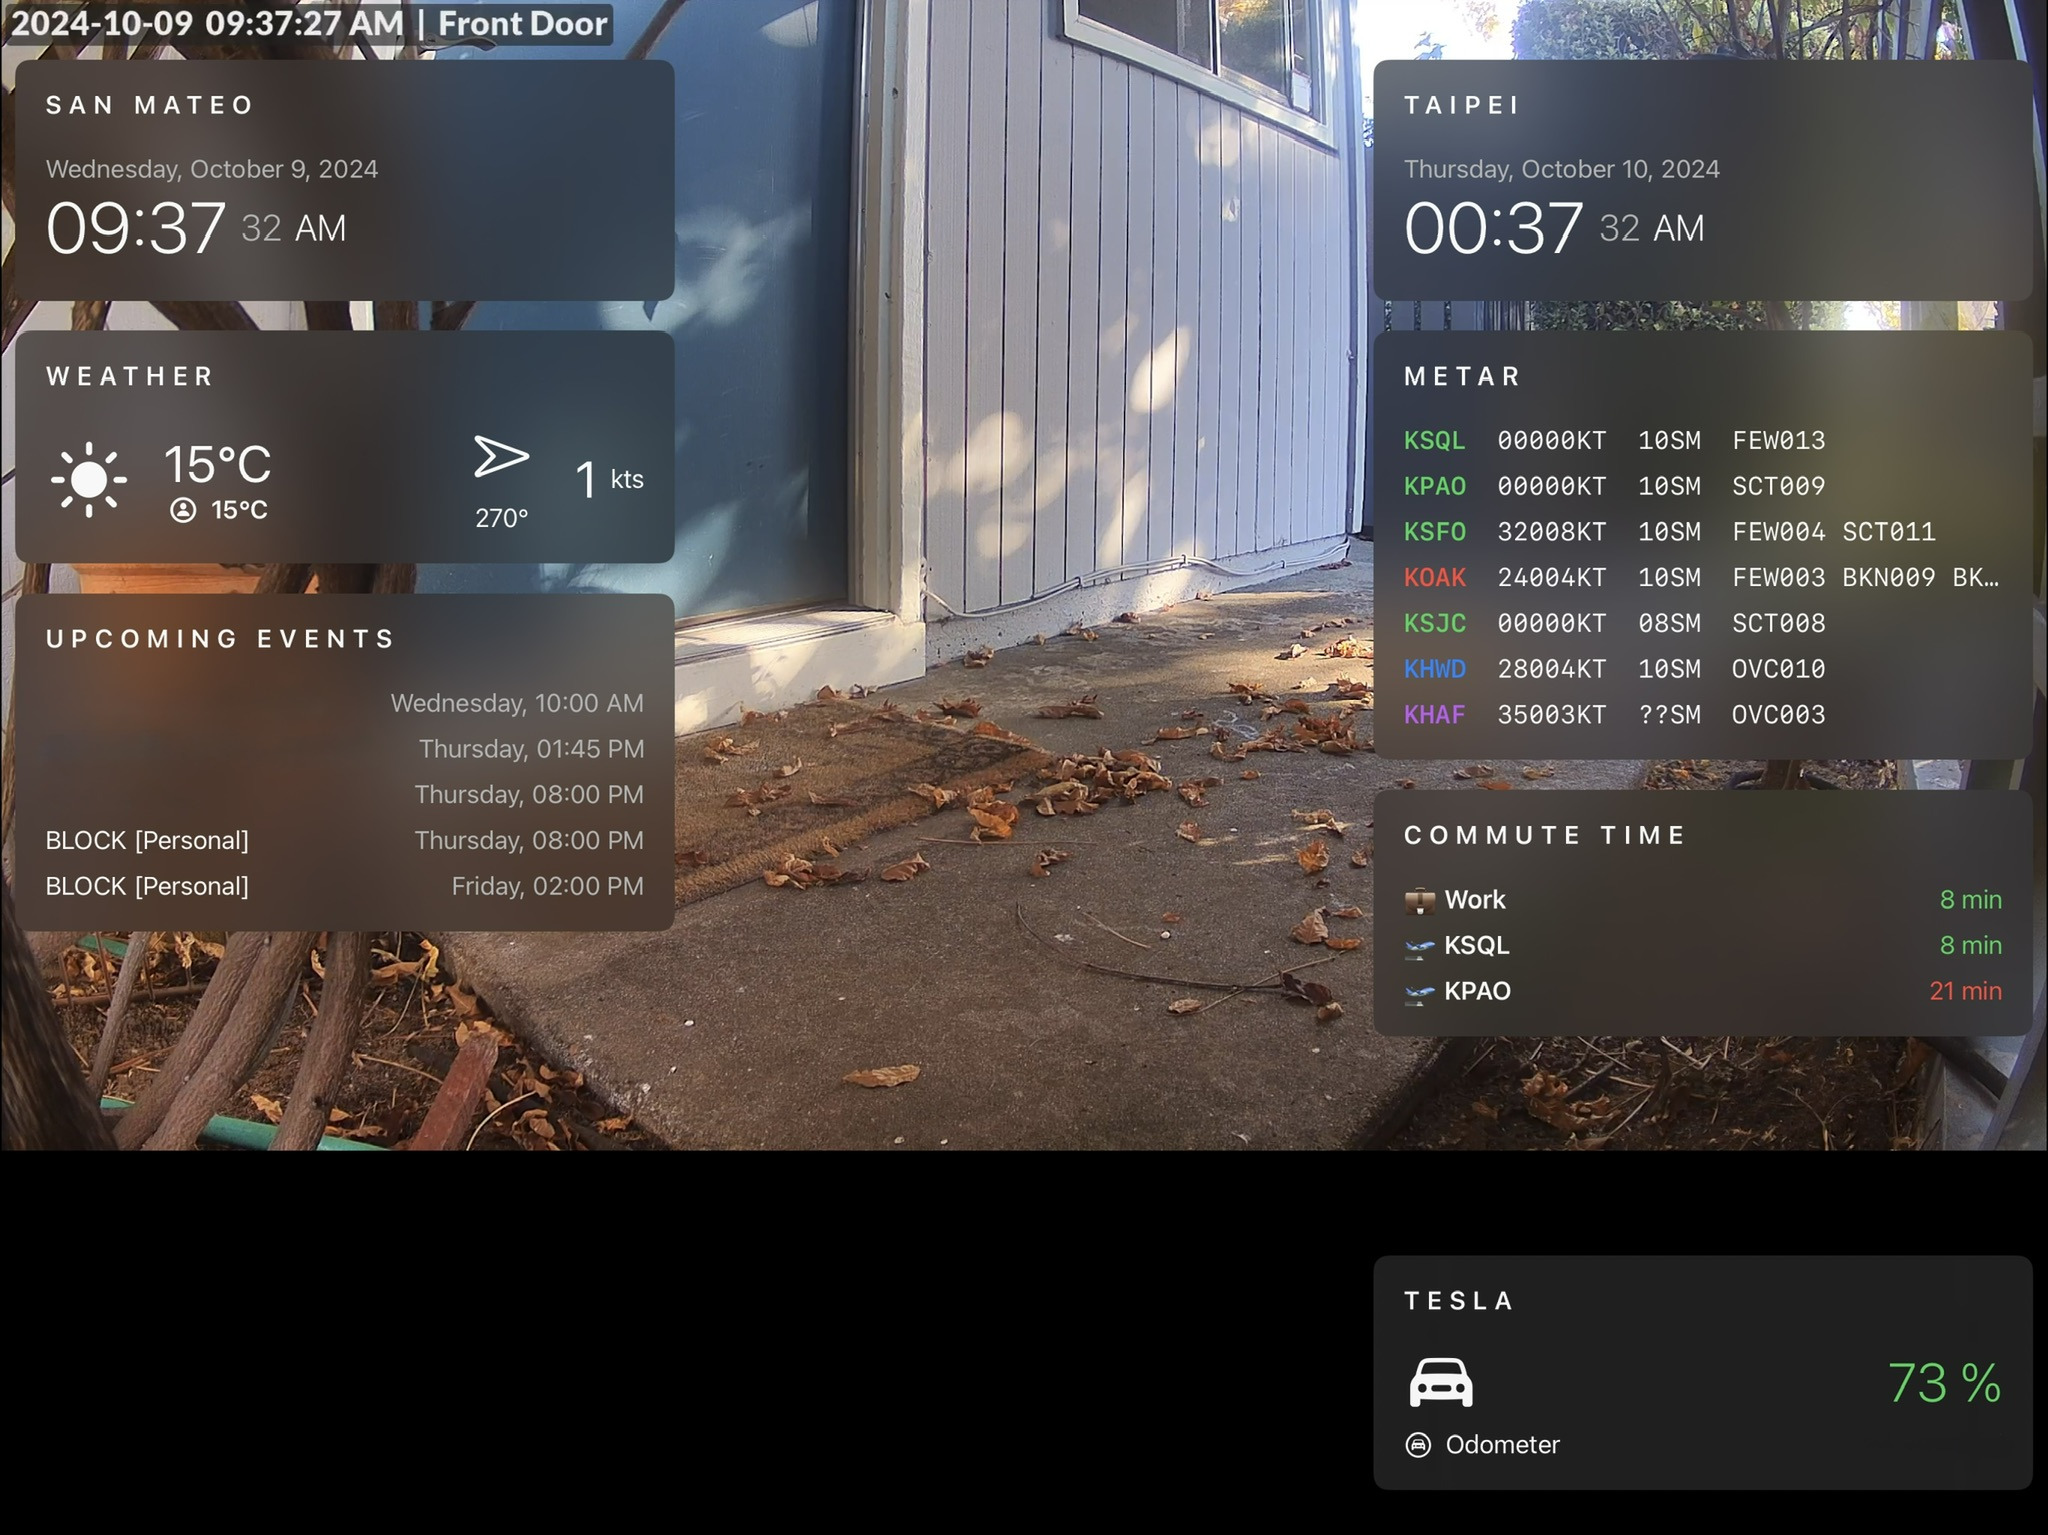 2024-10-09 09:37:27 AM | Front Door
SAN MATEO
Wednesday, October 9, 2024
09:37 32 AM
WEATHER
15°C
15°C
270°
1 kts
UPCOMING EVENTS
Wednesday, 10:00 AM
Thursday, 01:45 PM
Thursday, 08:00 PM
BLOCK [Personal] Thursday, 08:00 PM
BLOCK [Personal] Friday, 02:00 PM
TAIPEI
Thursday, October 10, 2024
00:37 32 AM
METAR
KSQL 00000KT 10SM FEW013
KPAO 00000KT 10SM SCT009
KSFO 32008KT 10SM FEW004 SCT011
KOAK 24004KT 10SM FEW003 BKN009 BK…
KSJC 00000KT 08SM SCT008
KHWD 28004KT 10SM OVC010
KHAF 35003KT ??SM OVC003
COMMUTE TIME
Work 8 min
KSQL 8 min
KPAO 21 min
TESLA
73 %
Odometer